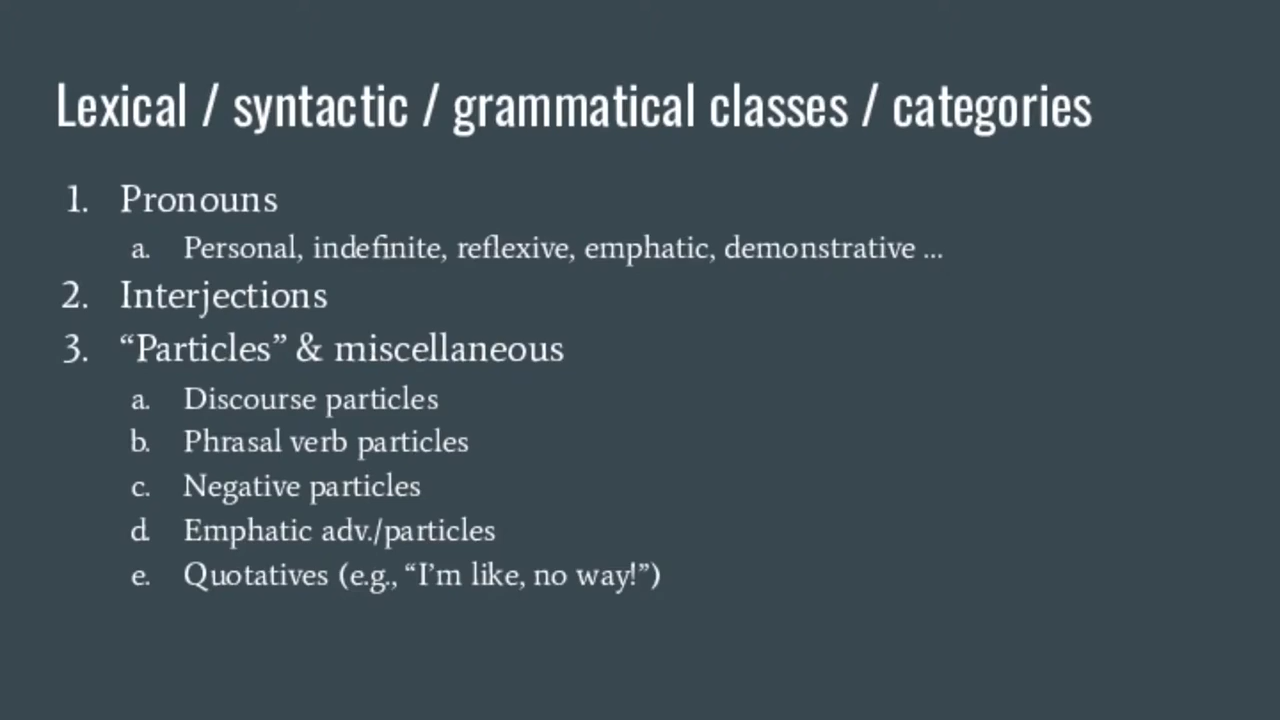 Lexical / syntactic / grammatical classes / categories
1. Pronouns
a. Personal, indefinite, reflexive, emphatic, demonstrative ...
2. Interjections
3. “Particles” & miscellaneous
a. Discourse particles
b. Phrasal verb particles
c. Negative particles
d. Emphatic adv./particles
e. Quotatives (e.g., “I’m like, no way!”)